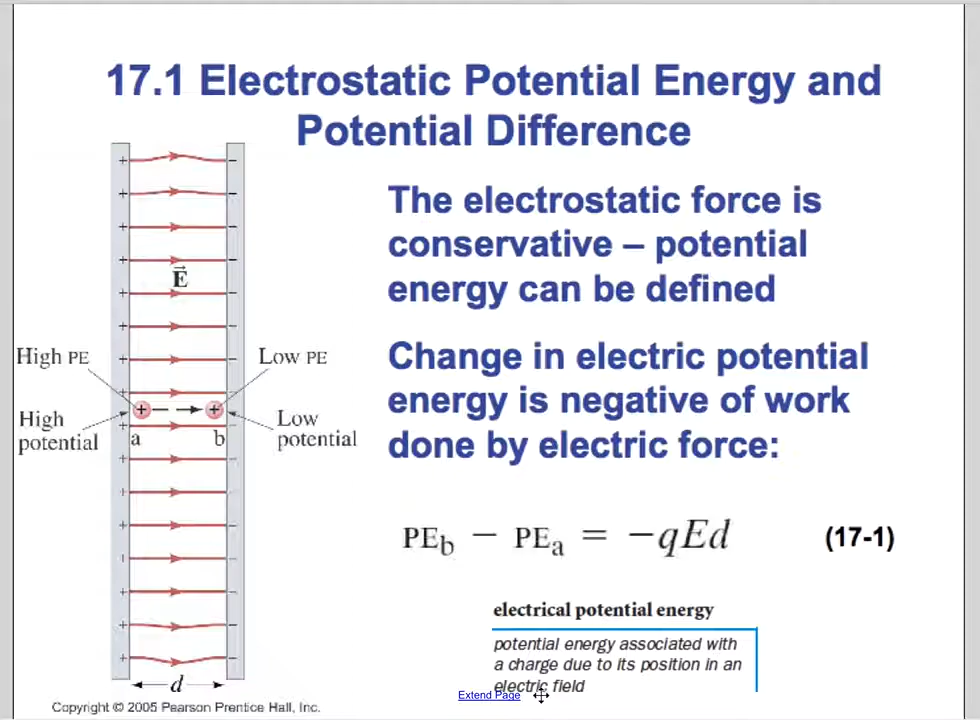 17.1 Electrostatic Potential Energy and
Potential Difference
The electrostatic force is
conservative – potential
energy can be defined
Change in electric potential
energy is negative of work
done by electric force:
PEb − PEa = −qEd (17-1)
electrical potential energy
potential energy associated with
a charge due to its position in an
electric field
Extend Page
E⃗
High PE
Low PE
High
potential
Low
potential
a
b
d
Copyright © 2005 Pearson Prentice Hall, Inc.